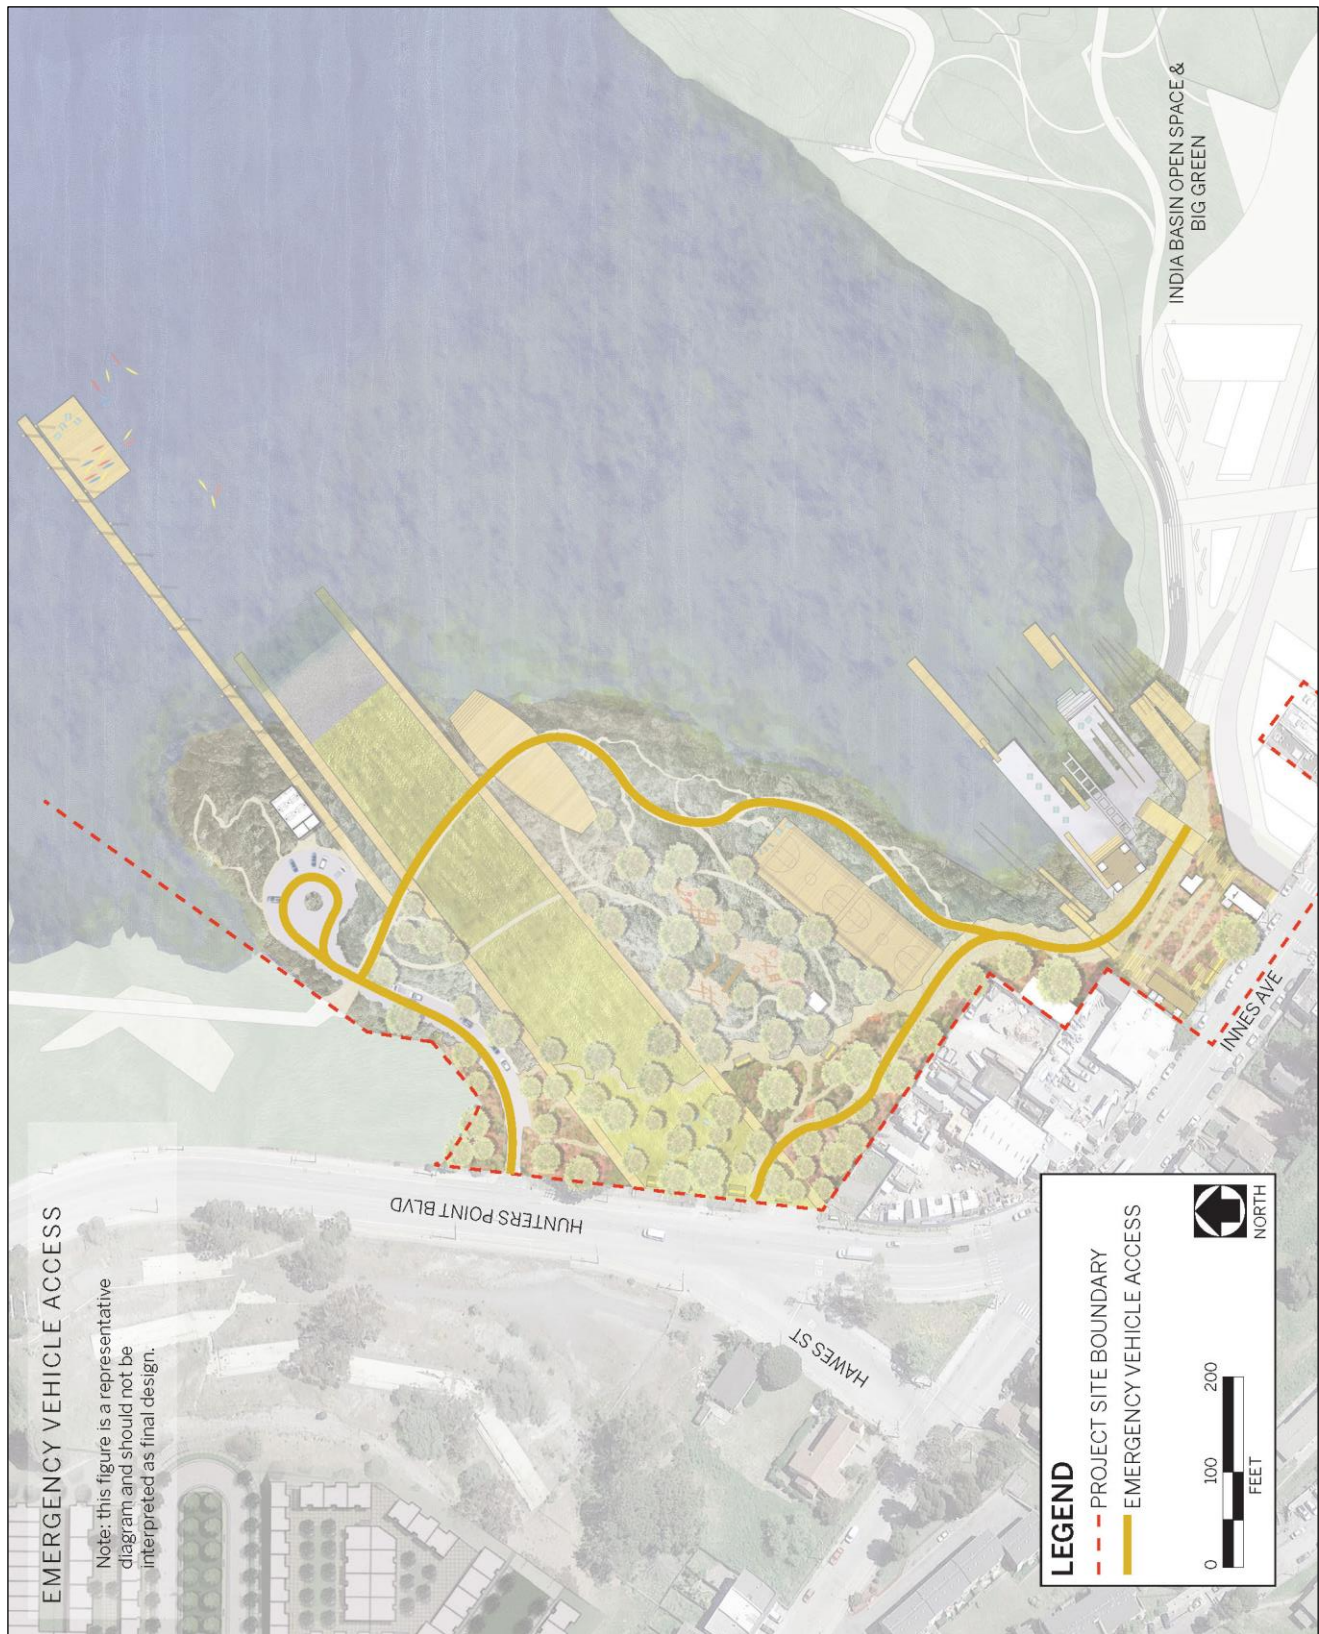 EMERGENCY VEHICLE ACCESS
Note: this figure is a representative
diagram and should not be
interpreted as final design.
HUNTERS POINT BLVD
HAWES ST
INNES AVE
INDIA BASIN OPEN SPACE &
BIG GREEN
LEGEND
PROJECT SITE BOUNDARY
EMERGENCY VEHICLE ACCESS
0 100 200
FEET
NORTH